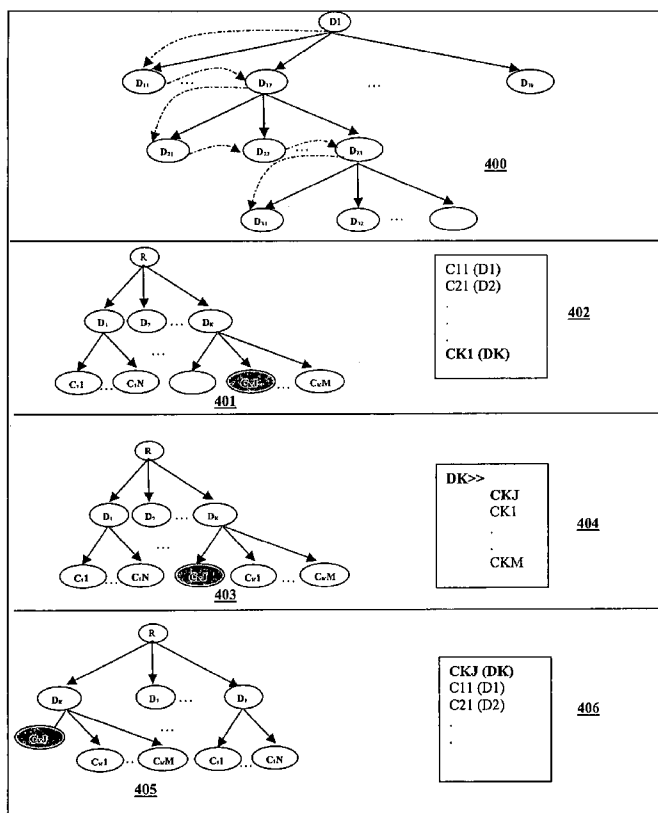 D1
D₁₁ ... D₁₂ ... D₁ₖ
D₂₁ D₂₂ ... D₂₃
400
D₃₁ D₃₂ ...
R
D₁ D₂ ... Dₖ
...
C₁1 ... C₁N CₖJ ... CₖM
401
C11 (D1)
C21 (D2)
.
.
.
CK1 (DK)
402
R
D₁ D₂ ... Dₖ
...
C₁1 ... C₁N CₖJ Cₖ1 ... CₖM
403
DK>>
CKJ
CK1
.
.
CKM
404
R
Dₖ D₂ ... D₁
...
CₖJ
Cₖ1 ... CₖM C₁1 ... C₁N
405
CKJ (DK)
C11 (D1)
C21 (D2)
.
.
406